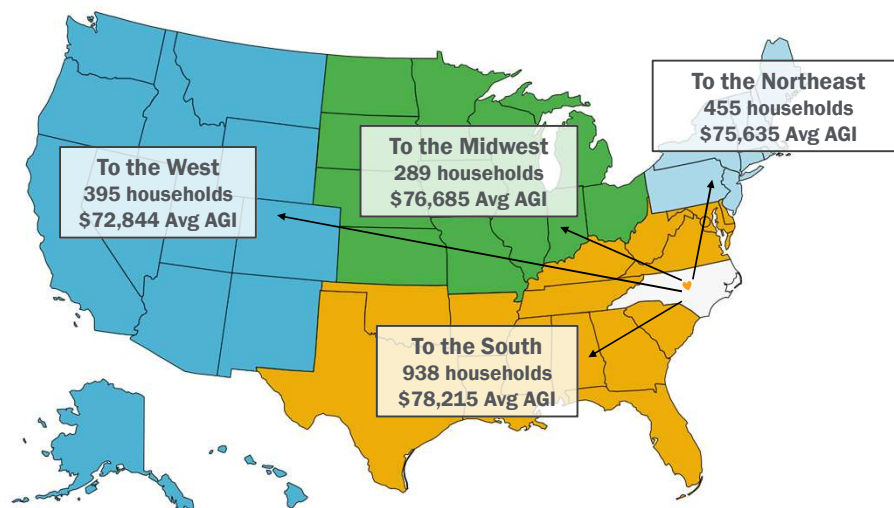 To the Northeast
455 households
$75,635 Avg AGI
To the Midwest
289 households
$76,685 Avg AGI
To the West
395 households
$72,844 Avg AGI
To the South
938 households
$78,215 Avg AGI